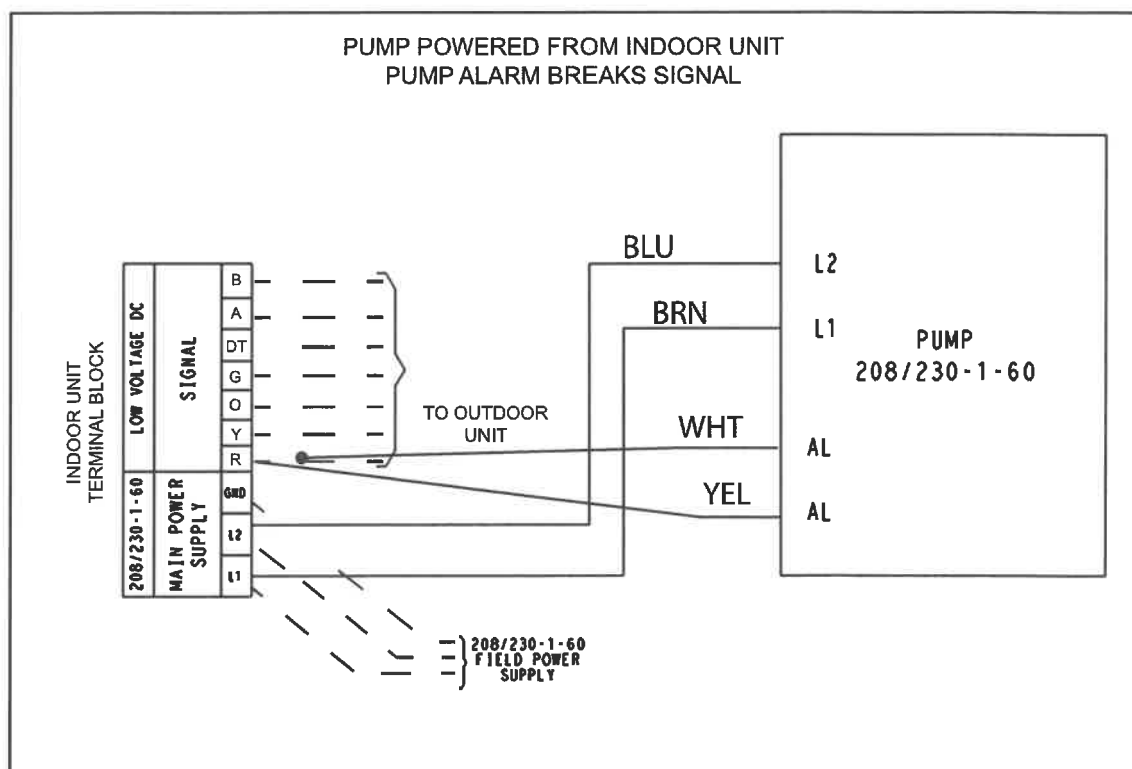 PUMP POWERED FROM INDOOR UNIT
PUMP ALARM BREAKS SIGNAL
INDOOR UNIT
TERMINAL BLOCK
LOW VOLTAGE DC
SIGNAL
B
A
DT
G
O
Y
R
208/230-1-60
MAIN POWER
SUPPLY
GND
L2
L1
TO OUTDOOR
UNIT
208/230-1-60
FIELD POWER
SUPPLY
BLU
BRN
WHT
YEL
L2
L1
PUMP
208/230-1-60
AL
AL